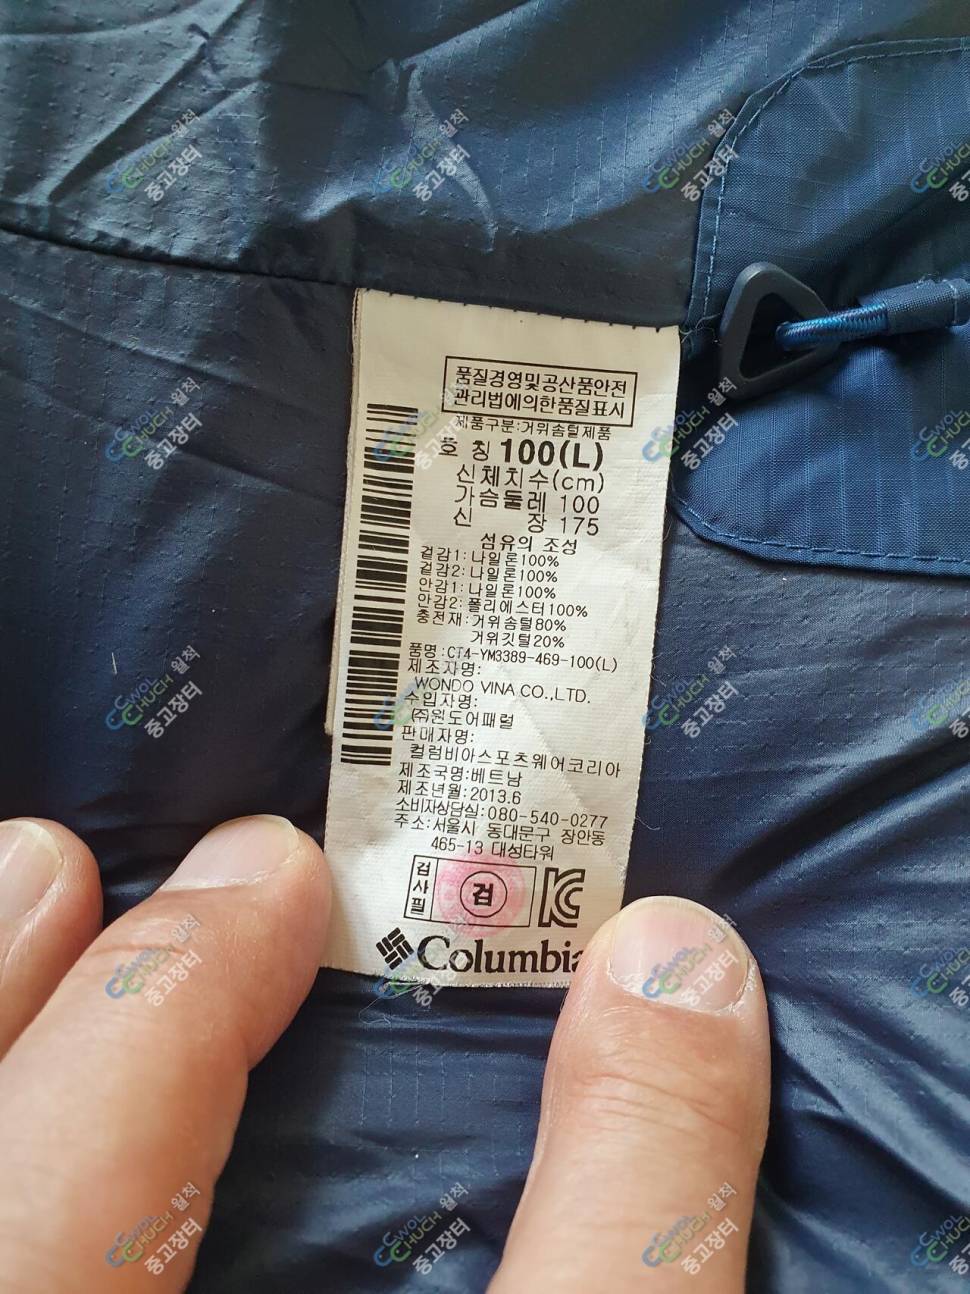 품질경영및공산품안전
관리법에의한품질표시
제품구분:거위솜털제품
호 칭 100(L)
신체치수(cm)
가슴둘레 100
신 장 175
섬유의 조성
겉감1: 나일론100%
겉감2: 나일론100%
안감1: 나일론100%
안감2: 폴리에스터100%
충전재: 거위솜털80%
거위깃털20%
품명: CT4-YM3389-469-100(L)
제조자명:
WONDO VINA CO.,LTD.
수입자명:
(주)원도어패럴
판매자명:
컬럼비아스포츠웨어코리아
제조국명:베트남
제조년월:2013.6
소비자상담실:080-540-0277
주소:서울시 동대문구 장안동
465-13 대성타워
검사필
검
KC
Columbia
CWOL
CHUCH 월척
중고장터